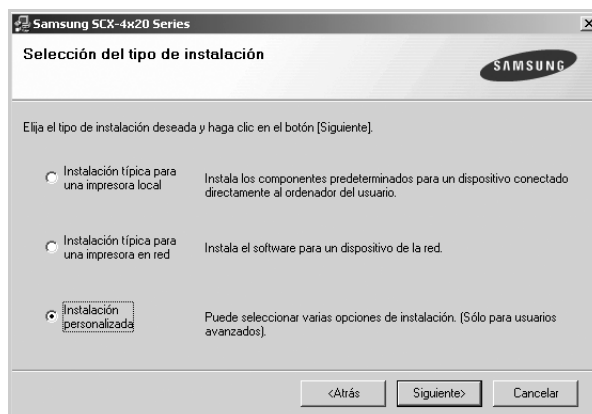 Samsung SCX-4x20 Series
Selección del tipo de instalación
SAMSUNG
Elija el tipo de instalación deseada y haga clic en el botón [Siguiente].
Instalación típica para
una impresora local
Instala los componentes predeterminados para un dispositivo conectado
directamente al ordenador del usuario.
Instalación típica para
una impresora en red
Instala el software para un dispositivo de la red.
Instalación
personalizada
Puede seleccionar varias opciones de instalación. (Sólo para usuarios
avanzados).
<Atrás
Siguiente>
Cancelar